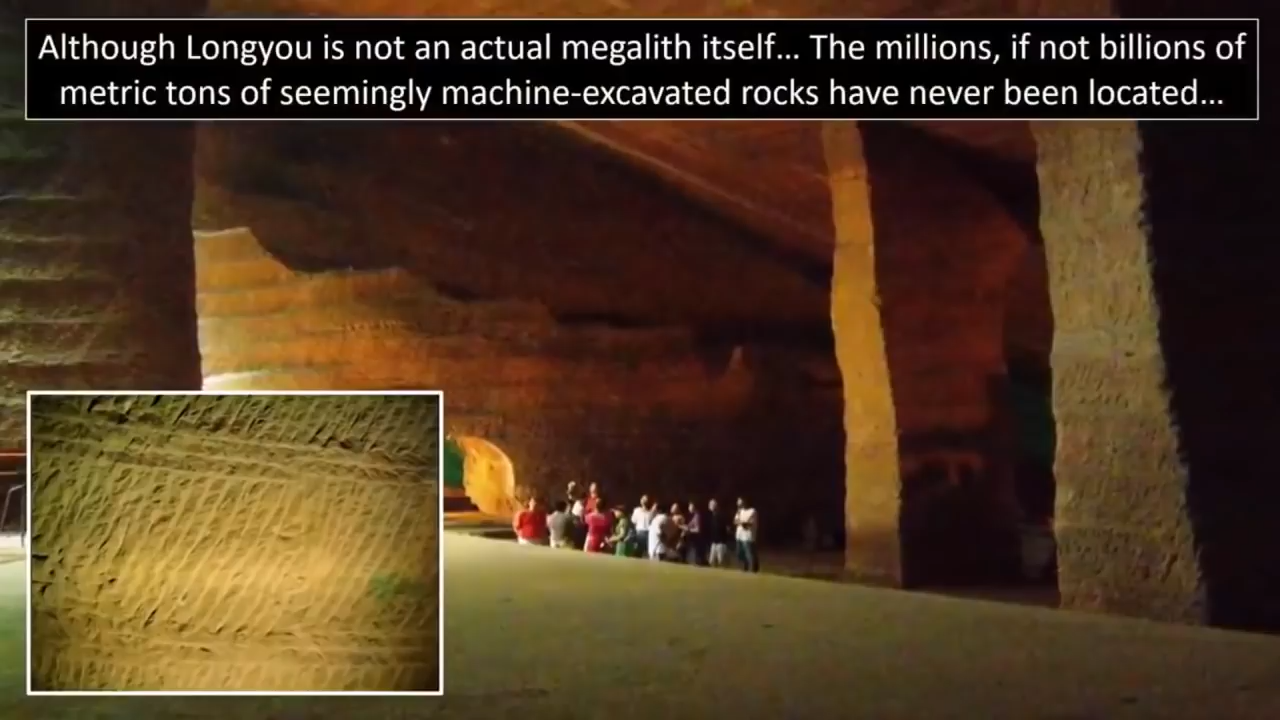 Although Longyou is not an actual megalith itself... The millions, if not billions of
metric tons of seemingly machine-excavated rocks have never been located...